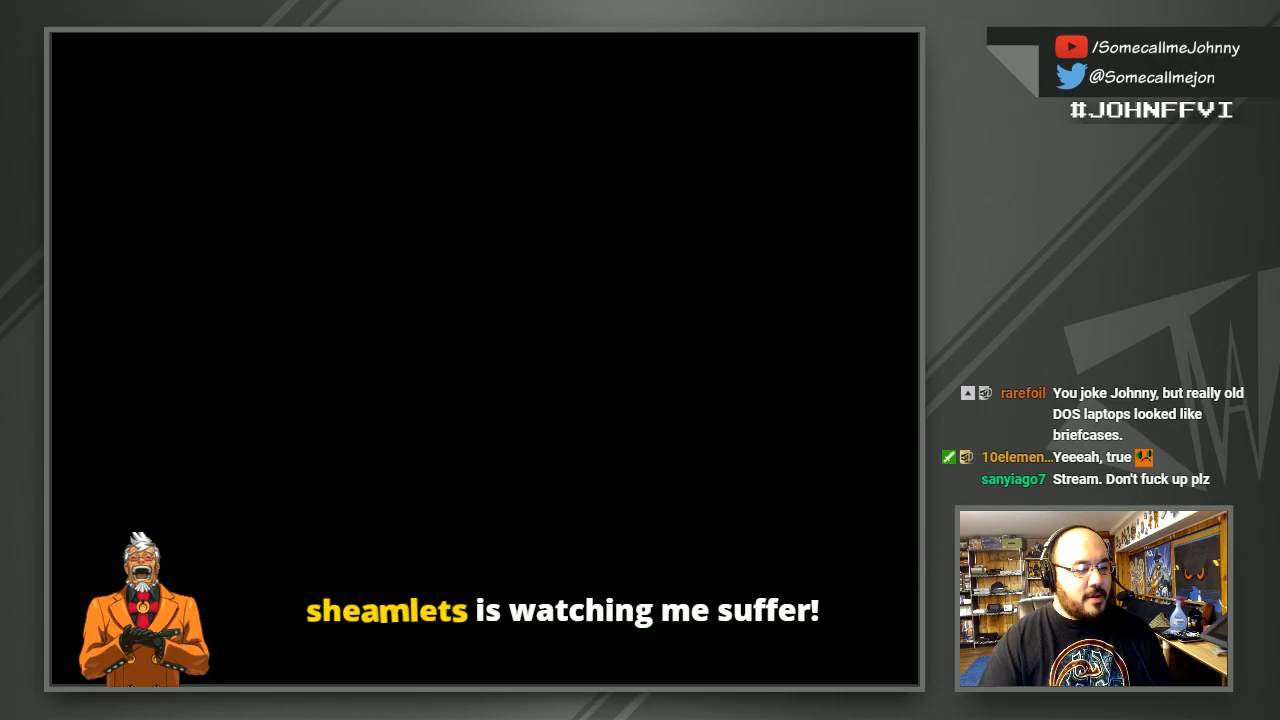 /SomecallmeJohnny
@Somecallmejon
#JOHNFFVI
rarefoil You joke Johnny, but really old
DOS laptops looked like
briefcases.
10elemen... Yeeeah, true
sanyiago7 Stream. Don't fuck up plz
sheamlets is watching me suffer!